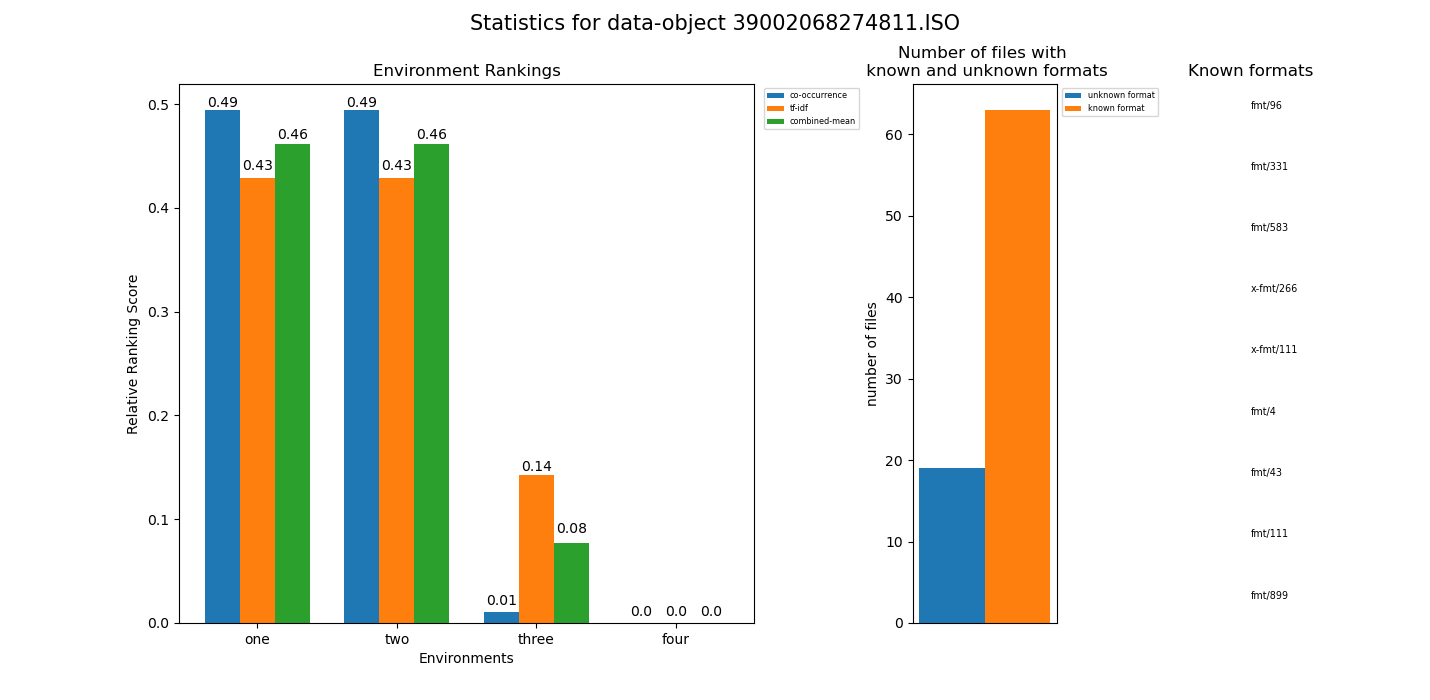 Statistics for data-object 39002068274811.ISO
Environment Rankings
Relative Ranking Score
0.5
0.4
0.3
0.2
0.1
0.0
0.49
0.43
0.46
0.49
0.43
0.46
0.01
0.14
0.08
0.0
0.0
0.0
one
two
three
four
Environments
co-occurrence
tf-idf
combined-mean
Number of files with
known and unknown formats
number of files
60
50
40
30
20
10
0
unknown format
known format
Known formats
fmt/96
fmt/331
fmt/583
x-fmt/266
x-fmt/111
fmt/4
fmt/43
fmt/111
fmt/899